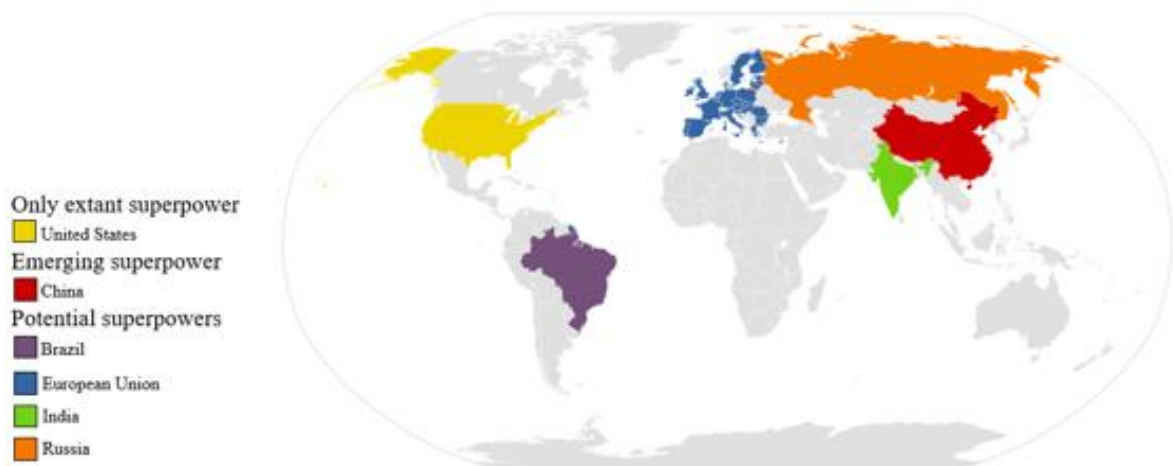 Only extant superpower
United States
Emerging superpower
China
Potential superpowers
Brazil
European Union
India
Russia